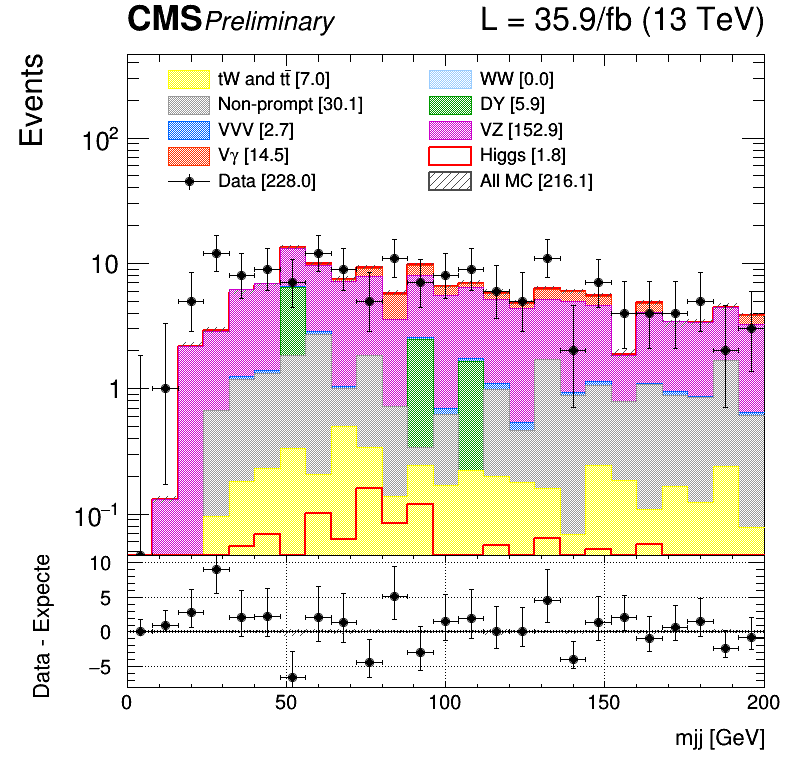 CMS Preliminary L = 35.9/fb (13 TeV)
Events
tW and tt̄ [7.0] WW [0.0]
Non-prompt [30.1] DY [5.9]
VVV [2.7] VZ [152.9]
Vγ [14.5] Higgs [1.8]
Data [228.0] All MC [216.1]
10²
10
1
10⁻¹
Data - Expecte
10
5
0
−5
0 50 100 150 200
mjj [GeV]